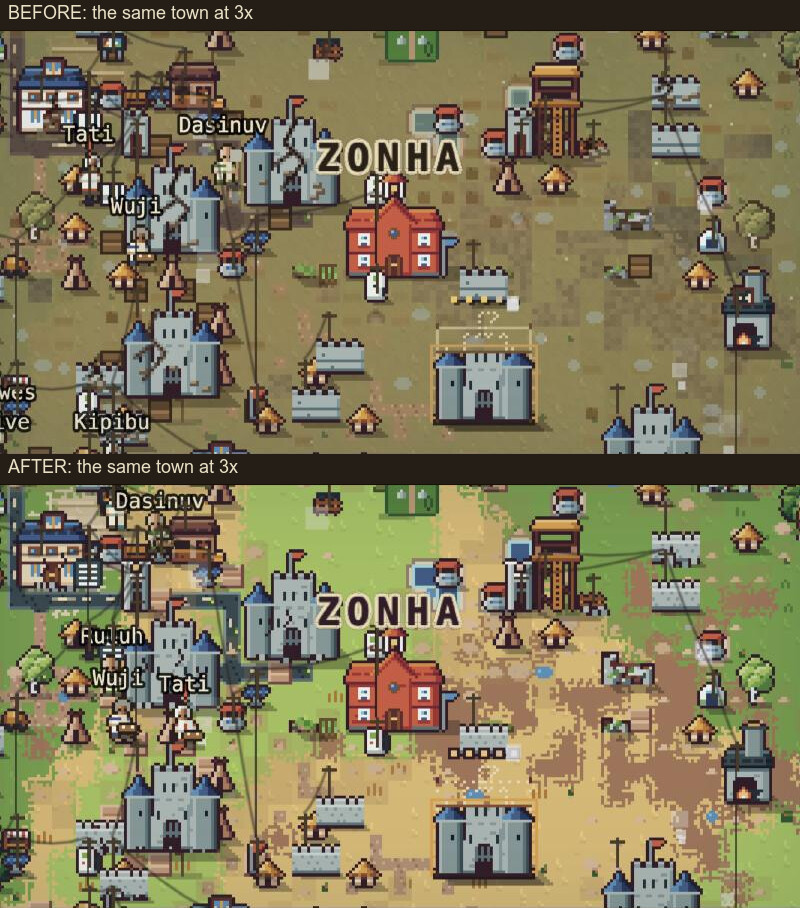 BEFORE: the same town at 3x
Tati
Dasinuv
ZONHA
Wuji
Kipibu
AFTER: the same town at 3x
Dasinuv
ZONHA
Wuji
Tati